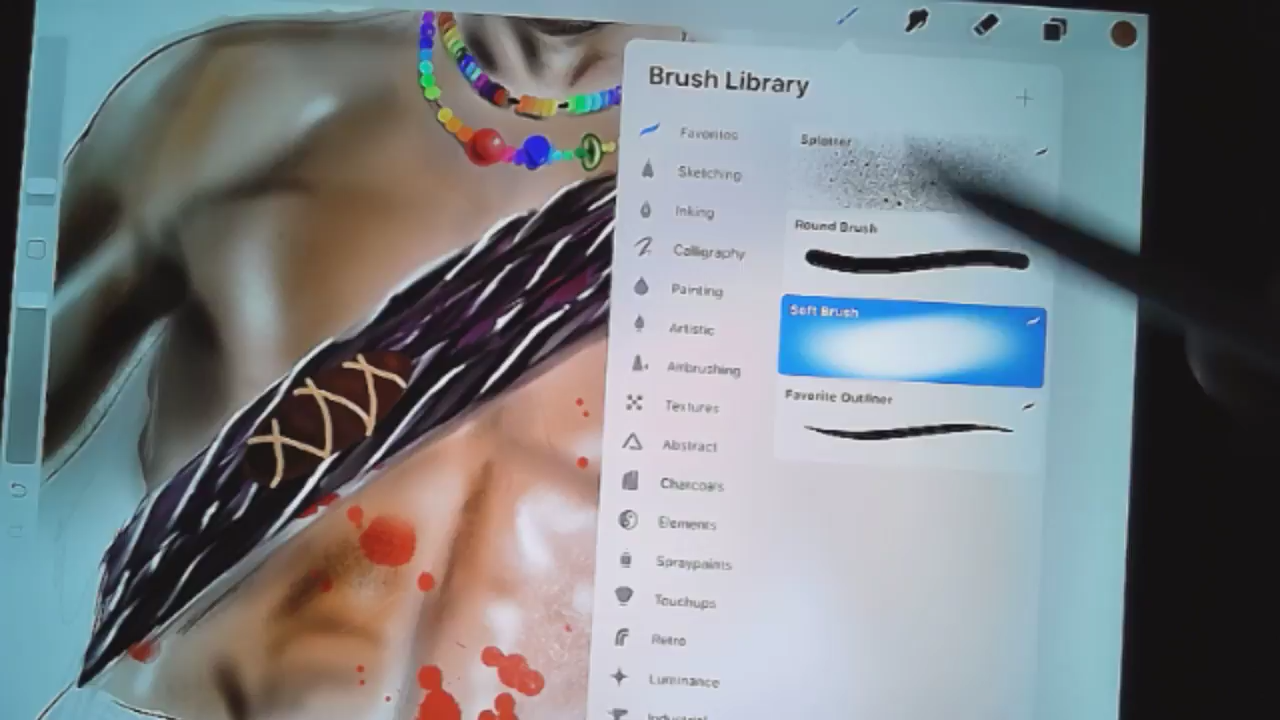 Brush Library
Favorites
Sketching
Inking
Calligraphy
Painting
Artistic
Airbrushing
Textures
Abstract
Charcoals
Elements
Spraypaints
Touchups
Retro
Luminance
Industrial
Splatter
Round Brush
Soft Brush
Favorite Outliner